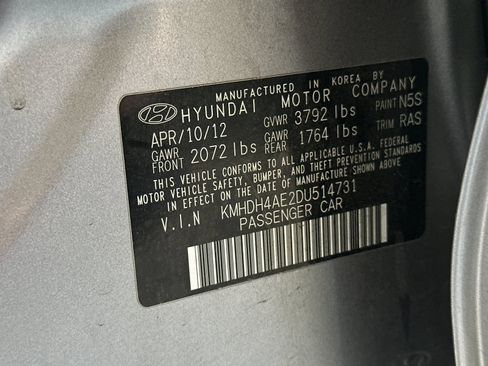 MANUFACTURED IN KOREA BY
HYUNDAI MOTOR COMPANY
APR/10/12 GVWR 3792 lbs PAINT N5S
GAWR FRONT 2072 lbs GAWR REAR 1764 lbs TRIM RAS
THIS VEHICLE CONFORMS TO ALL APPLICABLE U.S.A. FEDERAL
MOTOR VEHICLE SAFETY, BUMPER, AND THEFT PREVENTION STANDARDS
IN EFFECT ON THE DATE OF MANUFACTURE SHOWN ABOVE.
V.I.N KMHDH4AE2DU514731
PASSENGER CAR